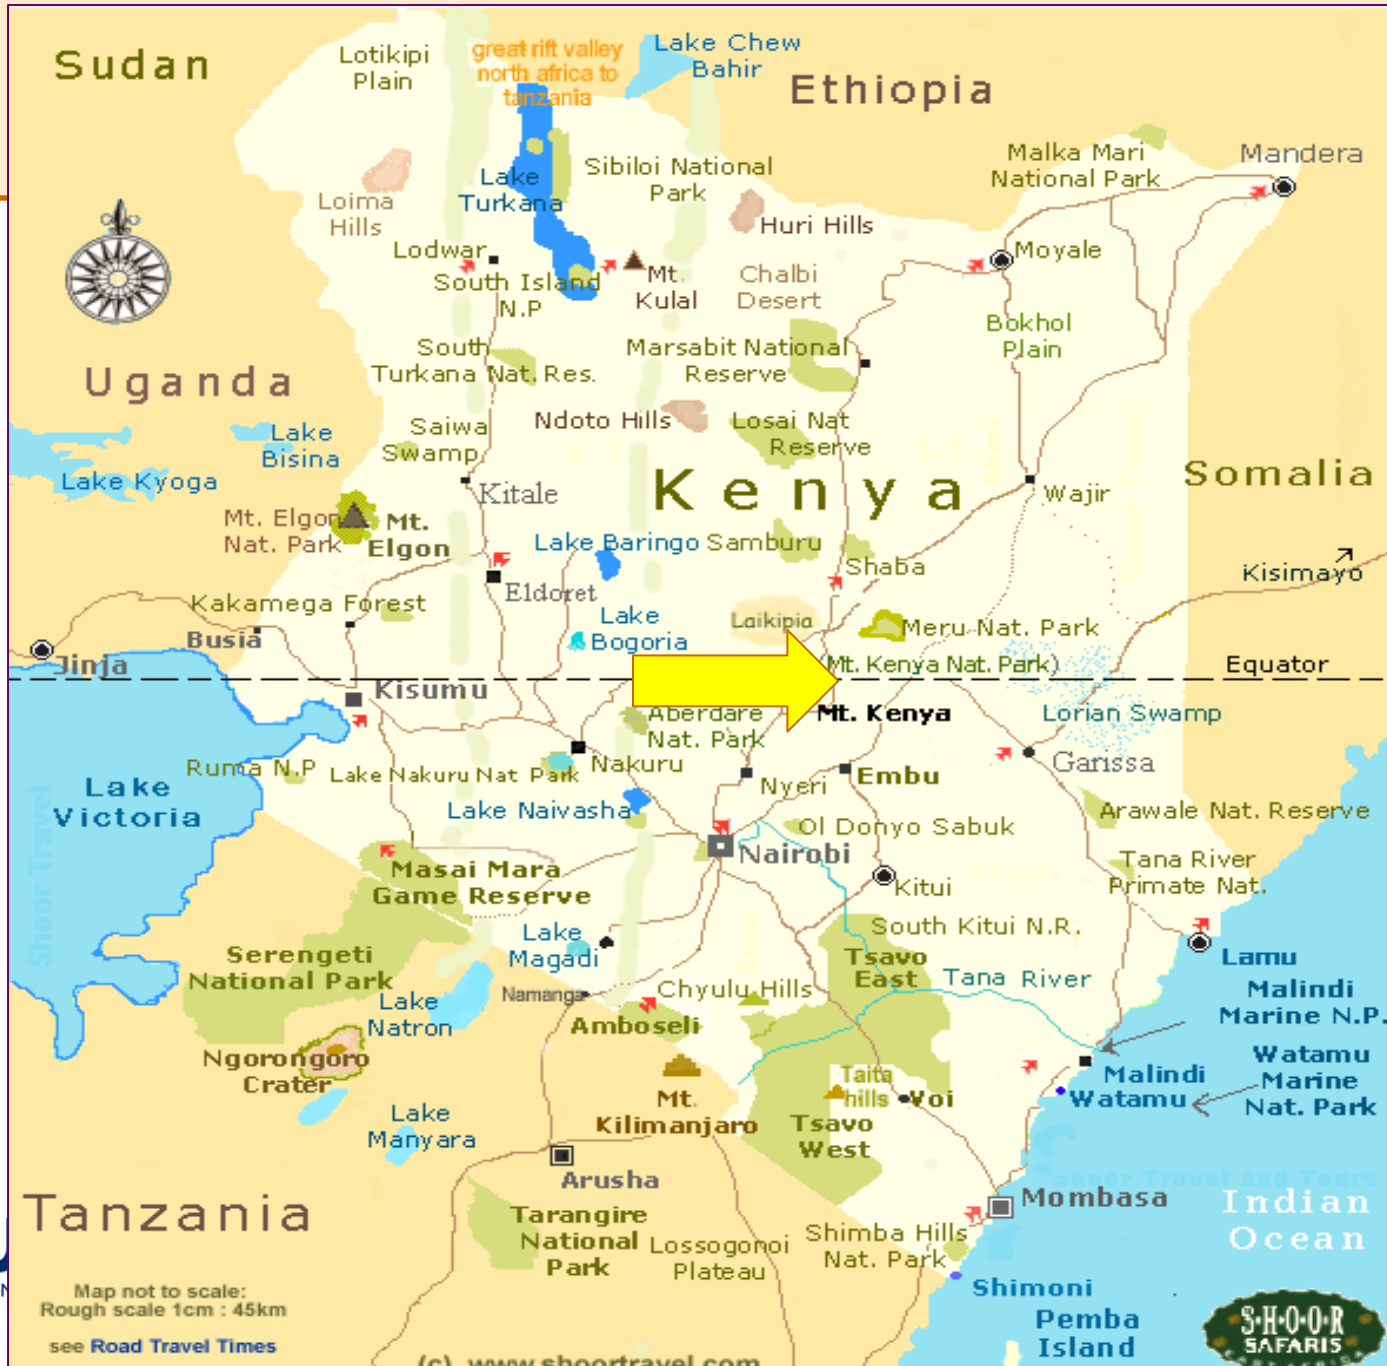 Sudan
Lotikipi
Plain
great rift valley
north africa to
tanzania
Lake Chew
Bahir
Ethiopia
Malka Mari
National Park
Mandera
Sibiloi National
Park
Lake
Turkana
Loima
Hills
Huri Hills
Lodwar
Moyale
South Island
N.P
Mt.
Kulal
Chalbi
Desert
Bokhol
Plain
South
Turkana Nat. Res.
Marsabit National
Reserve
Uganda
Ndoto Hills
Losai Nat
Reserve
Saiwa
Swamp
Lake
Bisina
Lake Kyoga
Kitale
Kenya
Wajir
Somalia
Mt. Elgon
Nat. Park
Mt.
Elgon
Lake Baringo
Samburu
Shaba
Kisimayo
Eldoret
Kakamega Forest
Lake
Bogoria
Laikipia
Meru Nat. Park
Busia
Jinja
(Mt. Kenya Nat. Park)
Equator
Kisumu
Aberdare
Nat. Park
Mt. Kenya
Lorian Swamp
Ruma N.P
Lake Nakuru Nat Park
Nakuru
Nyeri
Embu
Garissa
Lake
Victoria
Lake Naivasha
Ol Donyo Sabuk
Arawale Nat. Reserve
Nairobi
Masai Mara
Game Reserve
Kitui
Tana River
Primate Nat.
South Kitui N.R.
Lake
Magadi
Serengeti
National Park
Tsavo
East
Tana River
Lamu
Namanga
Chyulu Hills
Malindi
Marine N.P.
Lake
Natron
Amboseli
Ngorongoro
Crater
Watamu
Marine
Nat. Park
Malindi
Watamu
Taita
hills
Voi
Mt.
Kilimanjaro
Tsavo
West
Lake
Manyara
Arusha
Shoor Travel and Tours
Mombasa
Indian
Ocean
Tanzania
Tarangire
National
Park
Lossogonoi
Plateau
Shimba Hills
Nat. Park
Shimoni
Pemba
Island
Map not to scale:
Rough scale 1cm : 45km
see Road Travel Times
S·H·O·O·R
SAFARIS
(c) www.shoortravel.com
Shoor Travel
Shoor Travel